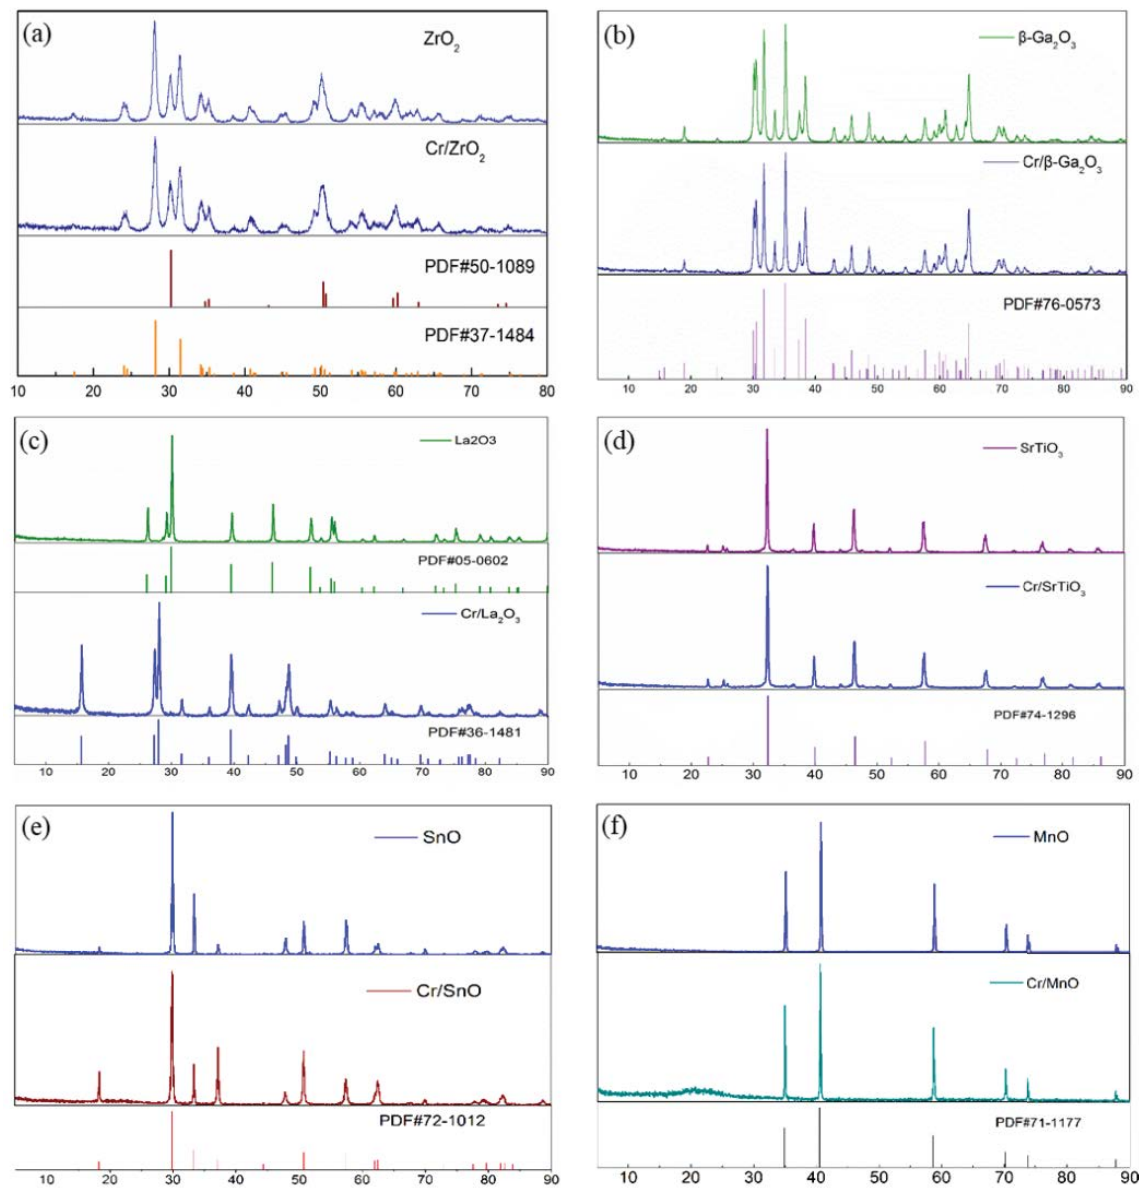 (a)
ZrO₂
Cr/ZrO₂
PDF#50-1089
PDF#37-1484
10 20 30 40 50 60 70 80
(b)
β-Ga₂O₃
Cr/β-Ga₂O₃
PDF#76-0573
10 20 30 40 50 60 70 80 90
(c)
La2O3
PDF#05-0602
Cr/La₂O₃
PDF#36-1481
10 20 30 40 50 60 70 80 90
(d)
SrTiO₃
Cr/SrTiO₃
PDF#74-1296
10 20 30 40 50 60 70 80 90
(e)
SnO
Cr/SnO
PDF#72-1012
10 20 30 40 50 60 70 80 90
(f)
MnO
Cr/MnO
PDF#71-1177
10 20 30 40 50 60 70 80 90